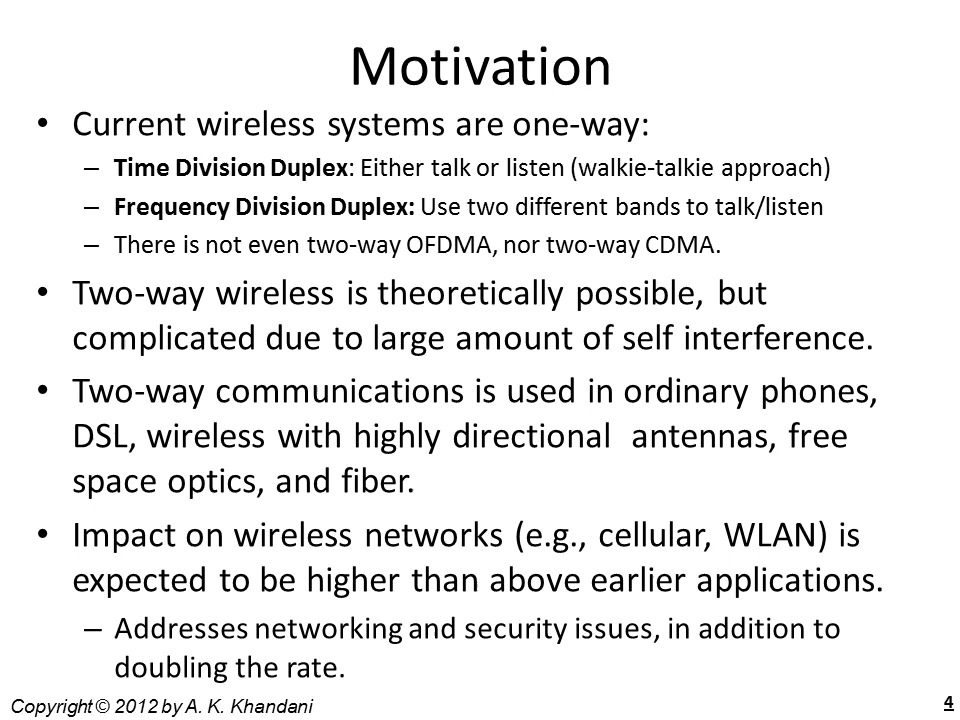 Motivation
• Current wireless systems are one-way:
– Time Division Duplex: Either talk or listen (walkie-talkie approach)
– Frequency Division Duplex: Use two different bands to talk/listen
– There is not even two-way OFDMA, nor two-way CDMA.
• Two-way wireless is theoretically possible, but
complicated due to large amount of self interference.
• Two-way communications is used in ordinary phones,
DSL, wireless with highly directional antennas, free
space optics, and fiber.
• Impact on wireless networks (e.g., cellular, WLAN) is
expected to be higher than above earlier applications.
– Addresses networking and security issues, in addition to
doubling the rate.
Copyright © 2012 by A. K. Khandani
4